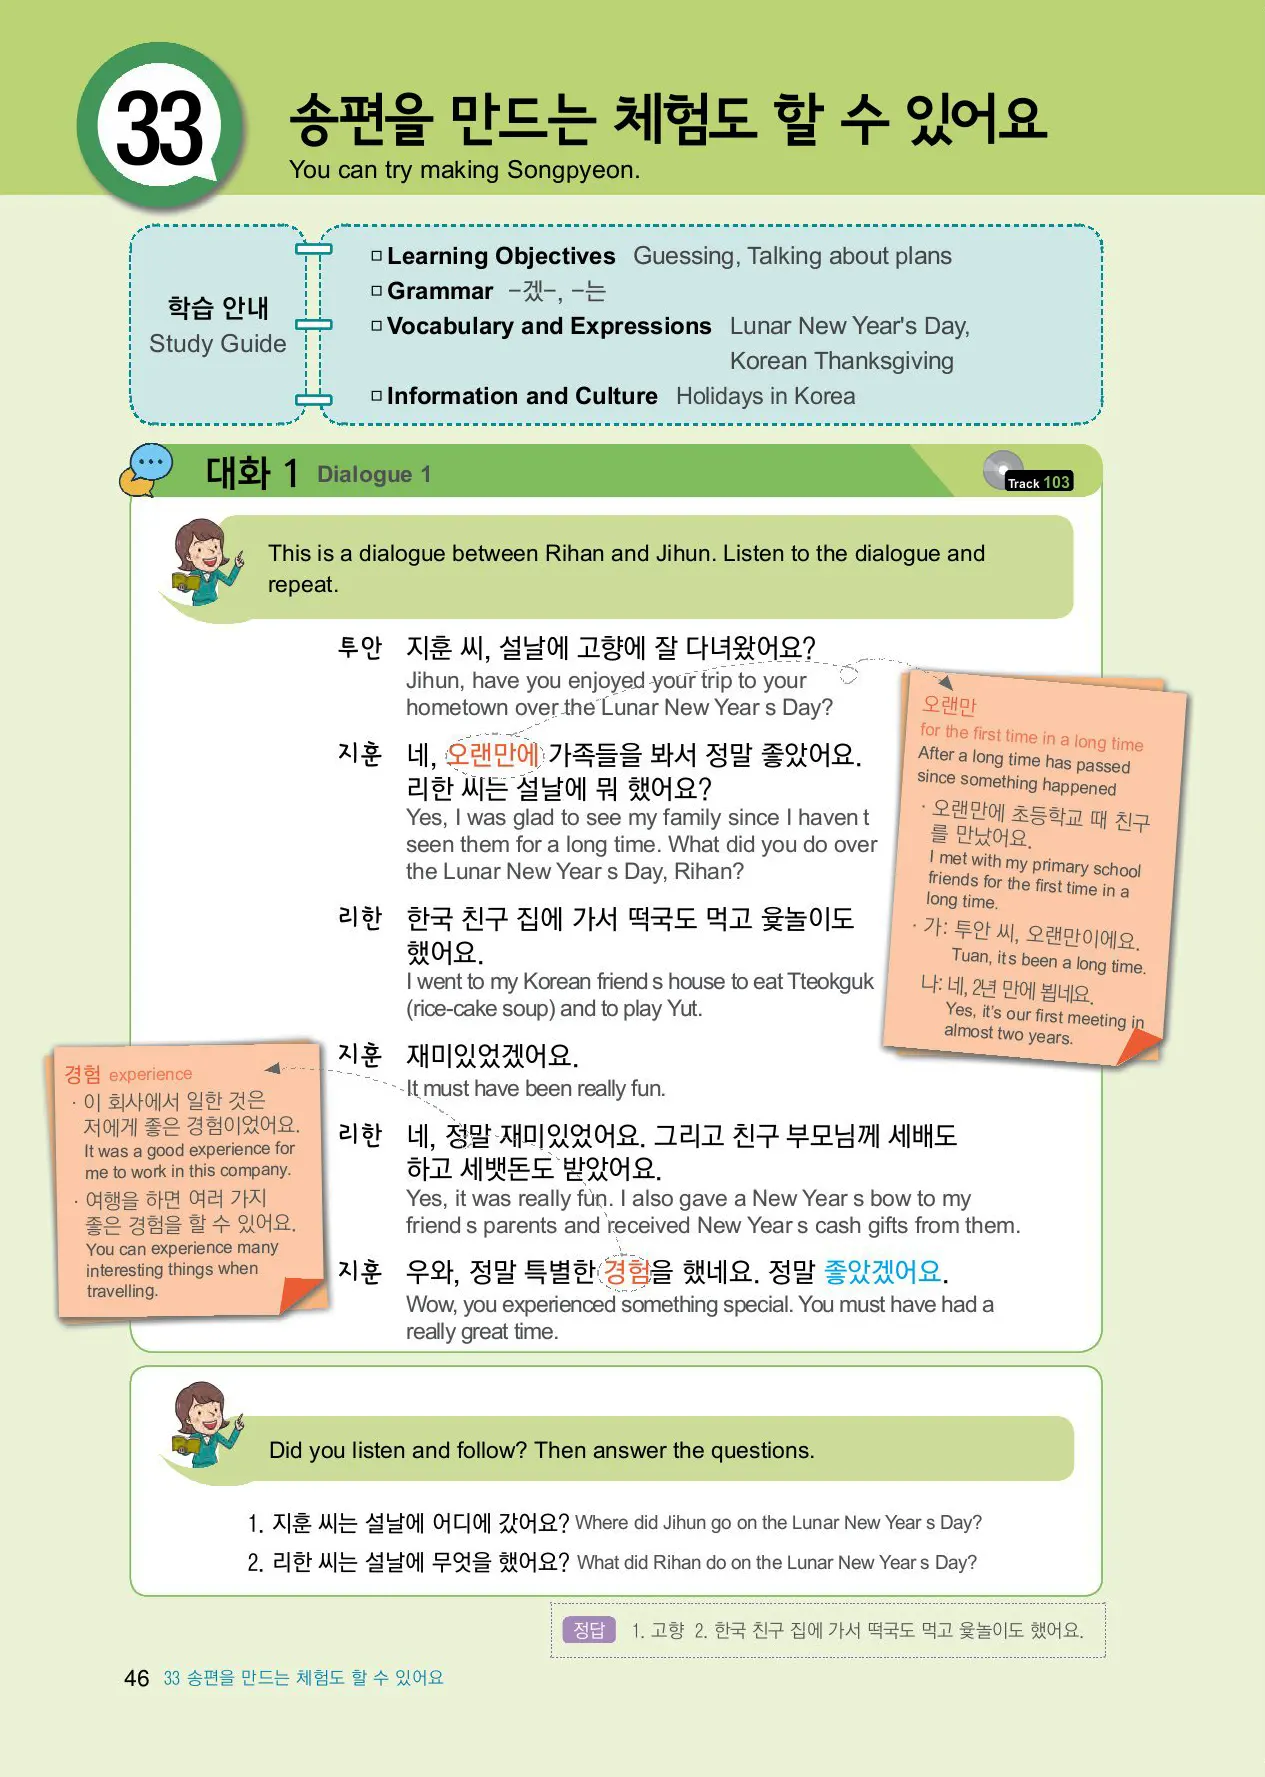 33
송편을 만드는 체험도 할 수 있어요
You can try making Songpyeon.
학습 안내
Study Guide
Learning Objectives Guessing, Talking about plans
Grammar -겠-, -는
Vocabulary and Expressions Lunar New Year's Day,
Korean Thanksgiving
Information and Culture Holidays in Korea
대화 1 Dialogue 1
Track 103
This is a dialogue between Rihan and Jihun. Listen to the dialogue and
repeat.
투안 지훈 씨, 설날에 고향에 잘 다녀왔어요?
Jihun, have you enjoyed your trip to your
hometown over the Lunar New Year s Day?
지훈 네, 오랜만에 가족들을 봐서 정말 좋았어요.
리한 씨는 설날에 뭐 했어요?
Yes, I was glad to see my family since I haven t
seen them for a long time. What did you do over
the Lunar New Year s Day, Rihan?
리한 한국 친구 집에 가서 떡국도 먹고 윷놀이도
했어요.
I went to my Korean friend s house to eat Tteokguk
(rice-cake soup) and to play Yut.
지훈 재미있었겠어요.
It must have been really fun.
리한 네, 정말 재미있었어요. 그리고 친구 부모님께 세배도
하고 세뱃돈도 받았어요.
Yes, it was really fun. I also gave a New Year s bow to my
friend s parents and received New Year s cash gifts from them.
지훈 우와, 정말 특별한 경험을 했네요. 정말 좋았겠어요.
Wow, you experienced something special. You must have had a
really great time.
오랜만
for the first time in a long time
After a long time has passed
since something happened
· 오랜만에 초등학교 때 친구
를 만났어요.
I met with my primary school
friends for the first time in a
long time.
· 가: 투안 씨, 오랜만이에요.
Tuan, it s been a long time.
나: 네, 2년 만에 뵙네요.
Yes, it's our first meeting in
almost two years.
경험 experience
· 이 회사에서 일한 것은
저에게 좋은 경험이었어요.
It was a good experience for
me to work in this company.
· 여행을 하면 여러 가지
좋은 경험을 할 수 있어요.
You can experience many
interesting things when
travelling.
Did you listen and follow? Then answer the questions.
1. 지훈 씨는 설날에 어디에 갔어요? Where did Jihun go on the Lunar New Year s Day?
2. 리한 씨는 설날에 무엇을 했어요? What did Rihan do on the Lunar New Year s Day?
정답 1. 고향 2. 한국 친구 집에 가서 떡국도 먹고 윷놀이도 했어요.
46 33 송편을 만드는 체험도 할 수 있어요